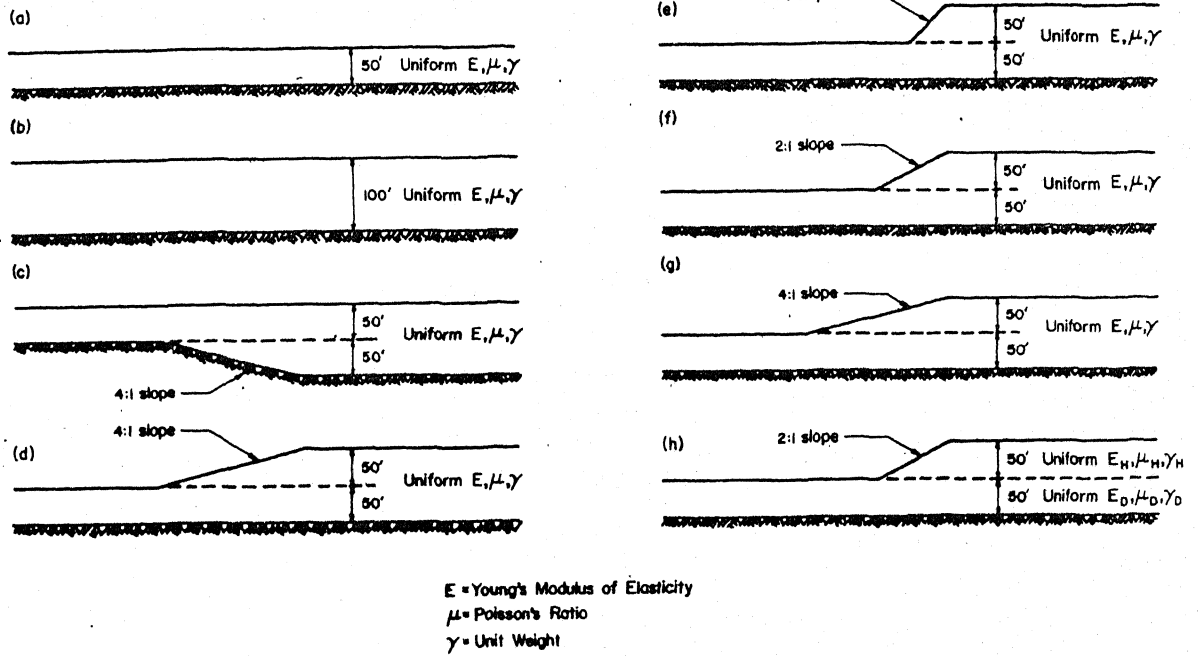 (a)
50' Uniform E,μ,γ
(b)
100' Uniform E,μ,γ
(c)
50'
Uniform E,μ,γ
50'
4:1 slope
4:1 slope
(d)
50'
Uniform E,μ,γ
50'
(e)
50'
Uniform E,μ,γ
50'
(f)
2:1 slope
50'
Uniform E,μ,γ
50'
(g)
4:1 slope
50'
Uniform E,μ,γ
50'
(h)
2:1 slope
50' Uniform E_H,μ_H,γ_H
50' Uniform E_D,μ_D,γ_D
E = Young's Modulus of Elasticity
μ = Poisson's Ratio
γ = Unit Weight